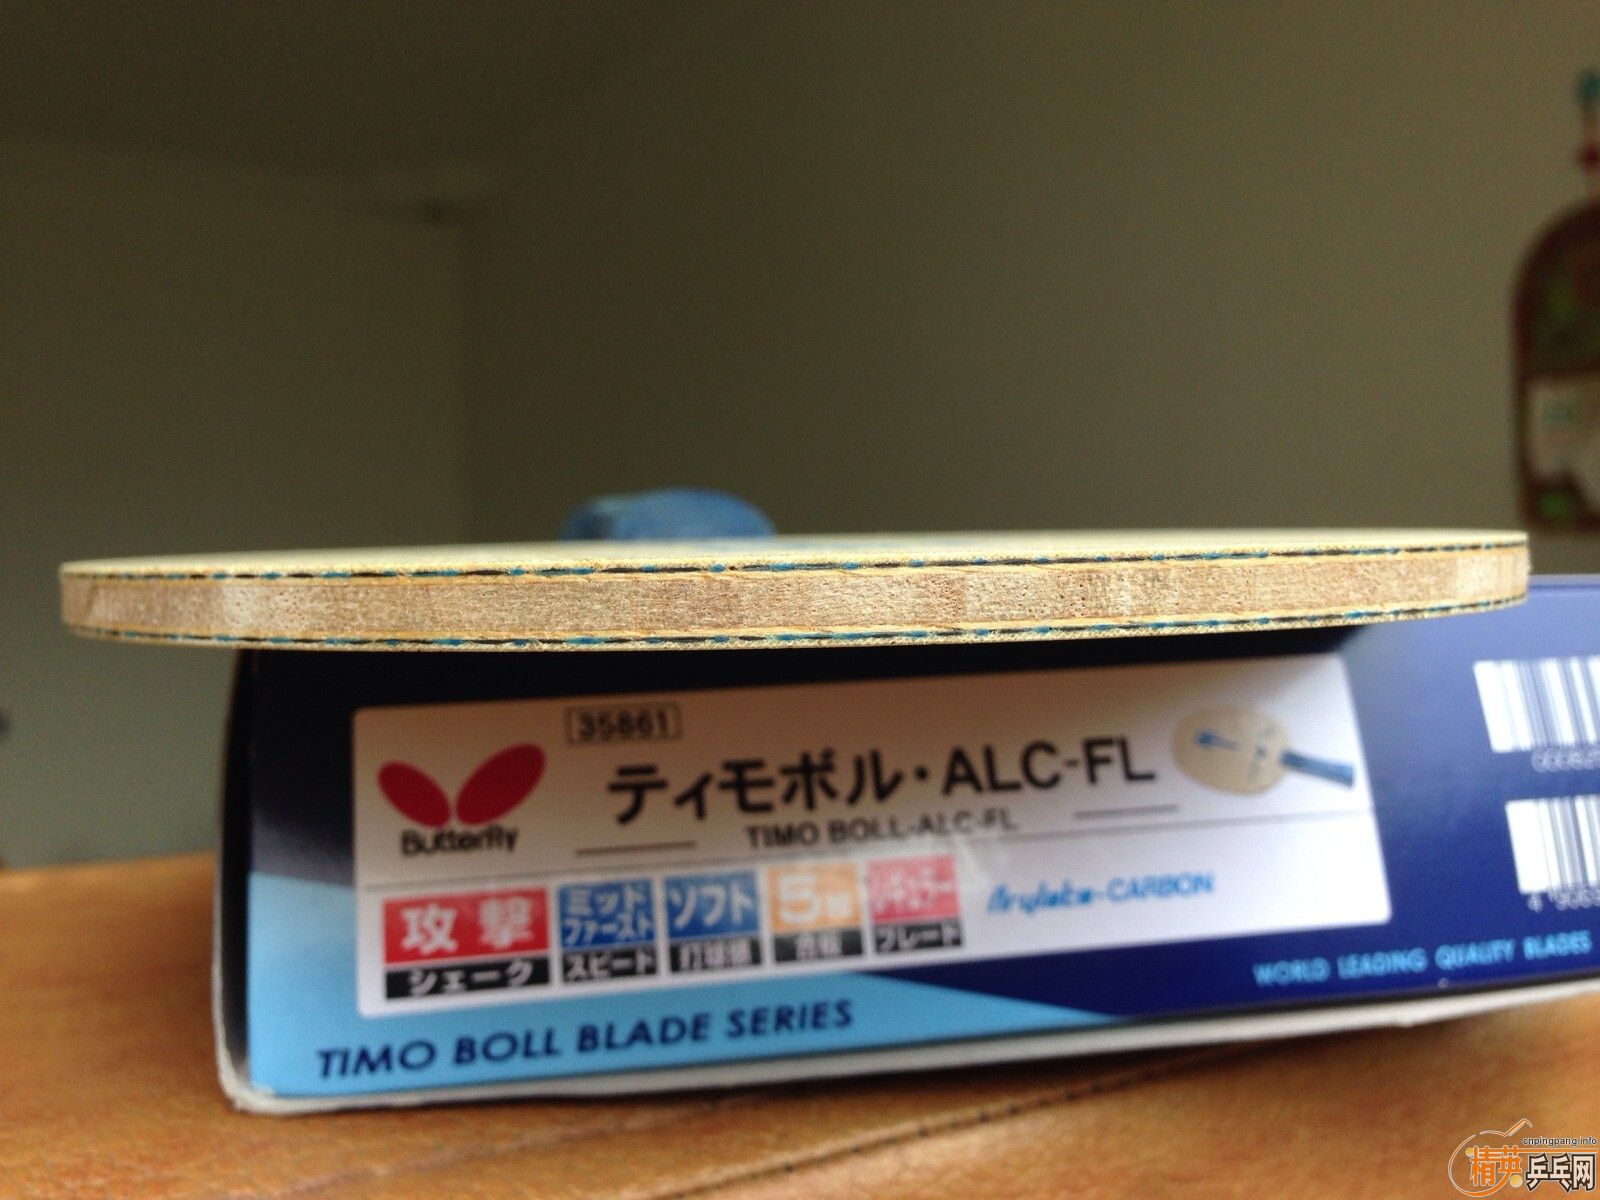 35861
Butterfly
ティモボル・ALC-FL
TIMO BOLL-ALC-FL
攻撃
シェーク
ミッド
ファースト
スピード
ソフト
打球感
5枚
合板
レギュラー
ブレード
Arylate-CARBON
WORLD LEADING QUALITY BLADES
TIMO BOLL BLADE SERIES
cnpingpang.info
精英乒乓网